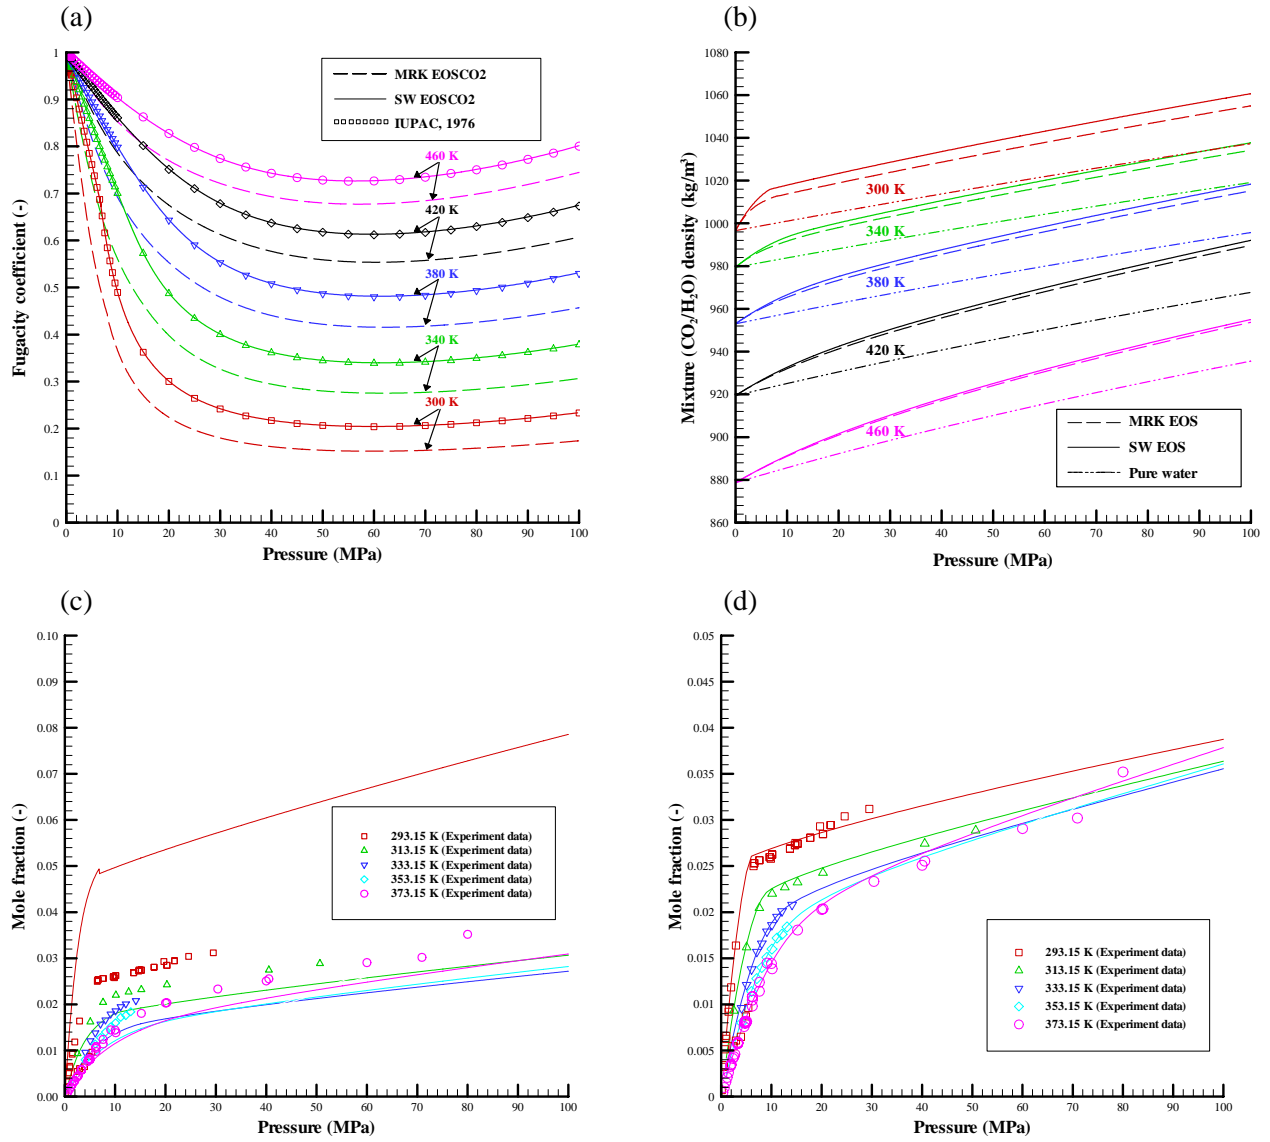 (a)
Fugacity coefficient (-)
1
0.9
0.8
0.7
0.6
0.5
0.4
0.3
0.2
0.1
0
MRK EOSCO2
SW EOSCO2
IUPAC, 1976
460 K
420 K
380 K
340 K
300 K
0 10 20 30 40 50 60 70 80 90 100
Pressure (MPa)
(b)
Mixture (CO2/H2O) density (kg/m3)
1080
1060
1040
1020
1000
980
960
940
920
900
880
860
300 K
340 K
380 K
420 K
460 K
MRK EOS
SW EOS
Pure water
0 10 20 30 40 50 60 70 80 90 100
Pressure (MPa)
(c)
Mole fraction (-)
0.10
0.09
0.08
0.07
0.06
0.05
0.04
0.03
0.02
0.01
0.00
293.15 K (Experiment data)
313.15 K (Experiment data)
333.15 K (Experiment data)
353.15 K (Experiment data)
373.15 K (Experiment data)
0 10 20 30 40 50 60 70 80 90 100
Pressure (MPa)
(d)
Mole fraction (-)
0.05
0.045
0.04
0.035
0.03
0.025
0.02
0.015
0.01
0.005
0
293.15 K (Experiment data)
313.15 K (Experiment data)
333.15 K (Experiment data)
353.15 K (Experiment data)
373.15 K (Experiment data)
0 10 20 30 40 50 60 70 80 90 100
Pressure (MPa)